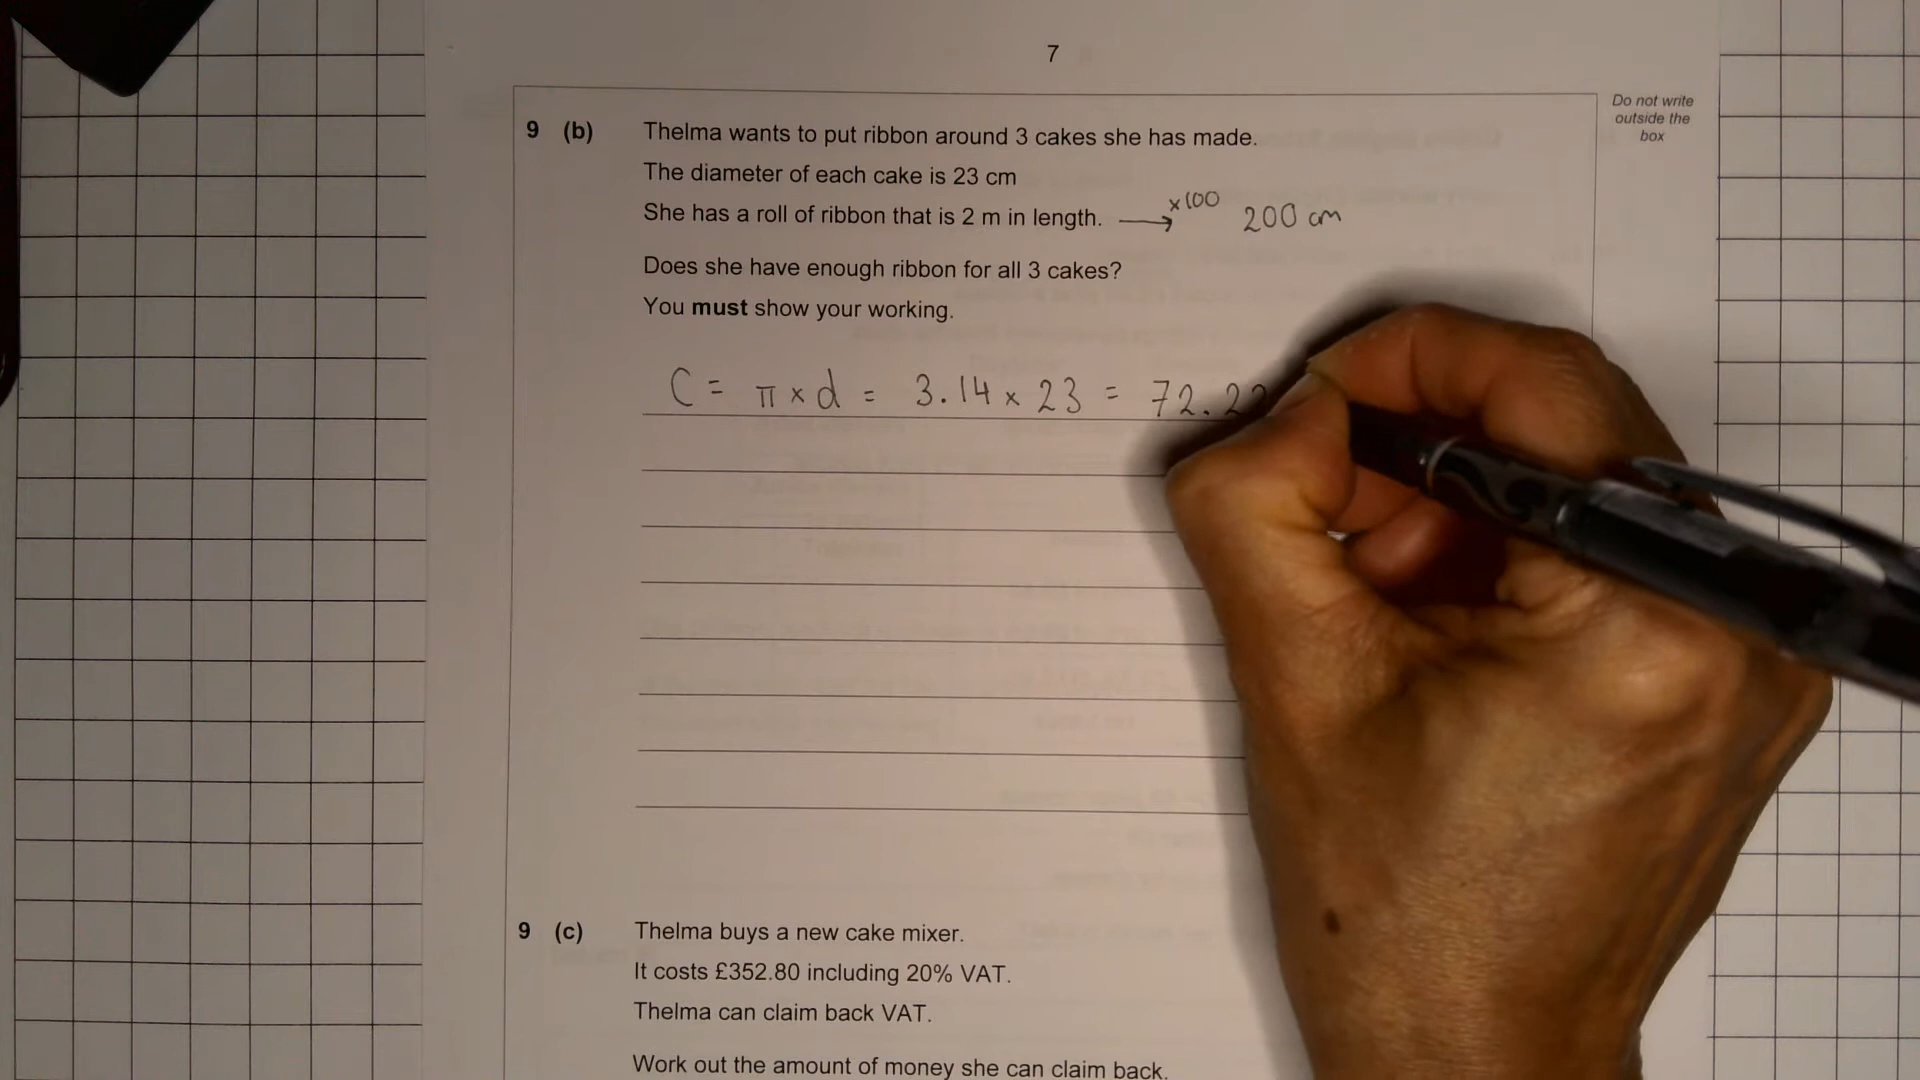 7
Do not write
outside the
box
9 (b) Thelma wants to put ribbon around 3 cakes she has made.
The diameter of each cake is 23 cm
She has a roll of ribbon that is 2 m in length. → ×100 200 cm
Does she have enough ribbon for all 3 cakes?
You must show your working.
C = π × d = 3.14 × 23 = 72.22
9 (c) Thelma buys a new cake mixer.
It costs £352.80 including 20% VAT.
Thelma can claim back VAT.
Work out the amount of money she can claim back.